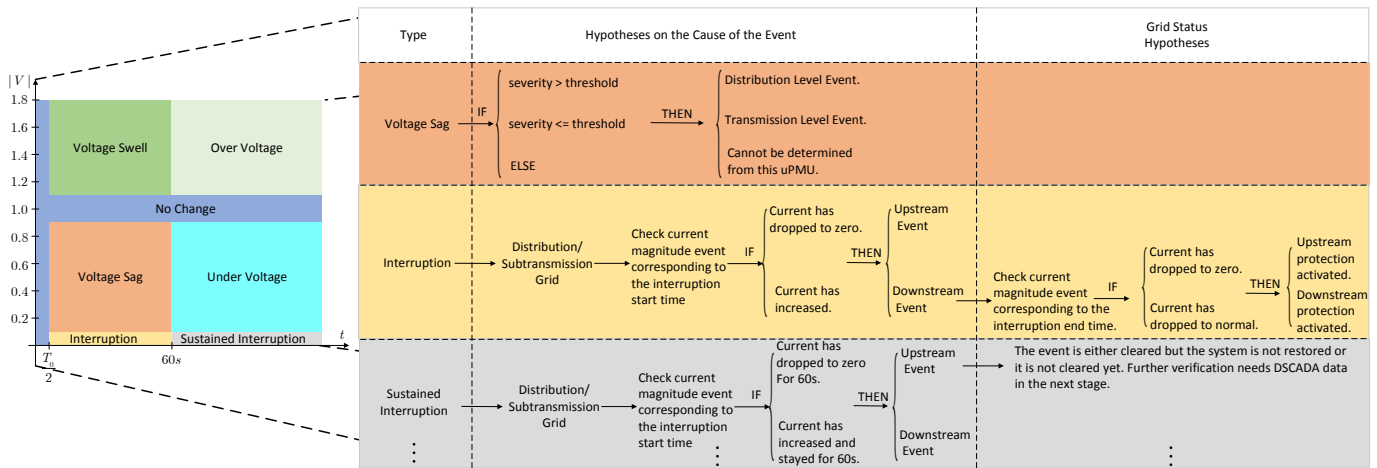 |V|
1.8
1.6
1.4
1.2
1.0
0.8
0.6
0.4
0.2
Voltage Swell
Over Voltage
No Change
Voltage Sag
Under Voltage
Interruption
Sustained Interruption
t
T0
2
60s
Type
Hypotheses on the Cause of the Event
Grid Status
Hypotheses
Voltage Sag
IF
severity > threshold
severity <= threshold
ELSE
THEN
Distribution Level Event.
Transmission Level Event.
Cannot be determined
from this uPMU.
Interruption
Distribution/
Subtransmission
Grid
Check current
magnitude event
corresponding to
the interruption
start time
IF
Current has
dropped to zero.
Current has
increased.
THEN
Upstream
Event
Downstream
Event
Check current
magnitude event
corresponding to the
interruption end time.
IF
Current has
dropped to zero.
Current has
dropped to normal.
THEN
Upstream
protection
activated.
Downstream
protection
activated.
Sustained
Interruption
Distribution/
Subtransmission
Grid
Check current
magnitude event
corresponding to
the interruption
start time
IF
Current has
dropped to zero
For 60s.
Current has
increased and
stayed for 60s.
THEN
Upstream
Event
Downstream
Event
The event is either cleared but the system is not restored or
it is not cleared yet. Further verification needs DSCADA data
in the next stage.